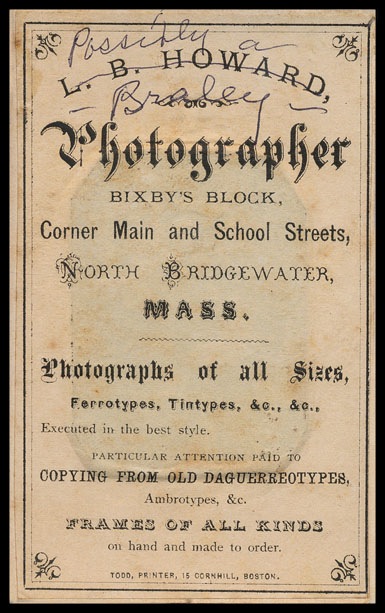 Possibly a
L. B. HOWARD,
- Braley -
Photographer
BIXBY'S BLOCK,
Corner Main and School Streets,
NORTH BRIDGEWATER,
MASS.
Photographs of all Sizes,
Ferrotypes, Tintypes, &c., &c.,
Executed in the best style.
PARTICULAR ATTENTION PAID TO
COPYING FROM OLD DAGUERREOTYPES,
Ambrotypes, &c.
FRAMES OF ALL KINDS
on hand and made to order.
TODD, PRINTER, 15 CORNHILL, BOSTON.